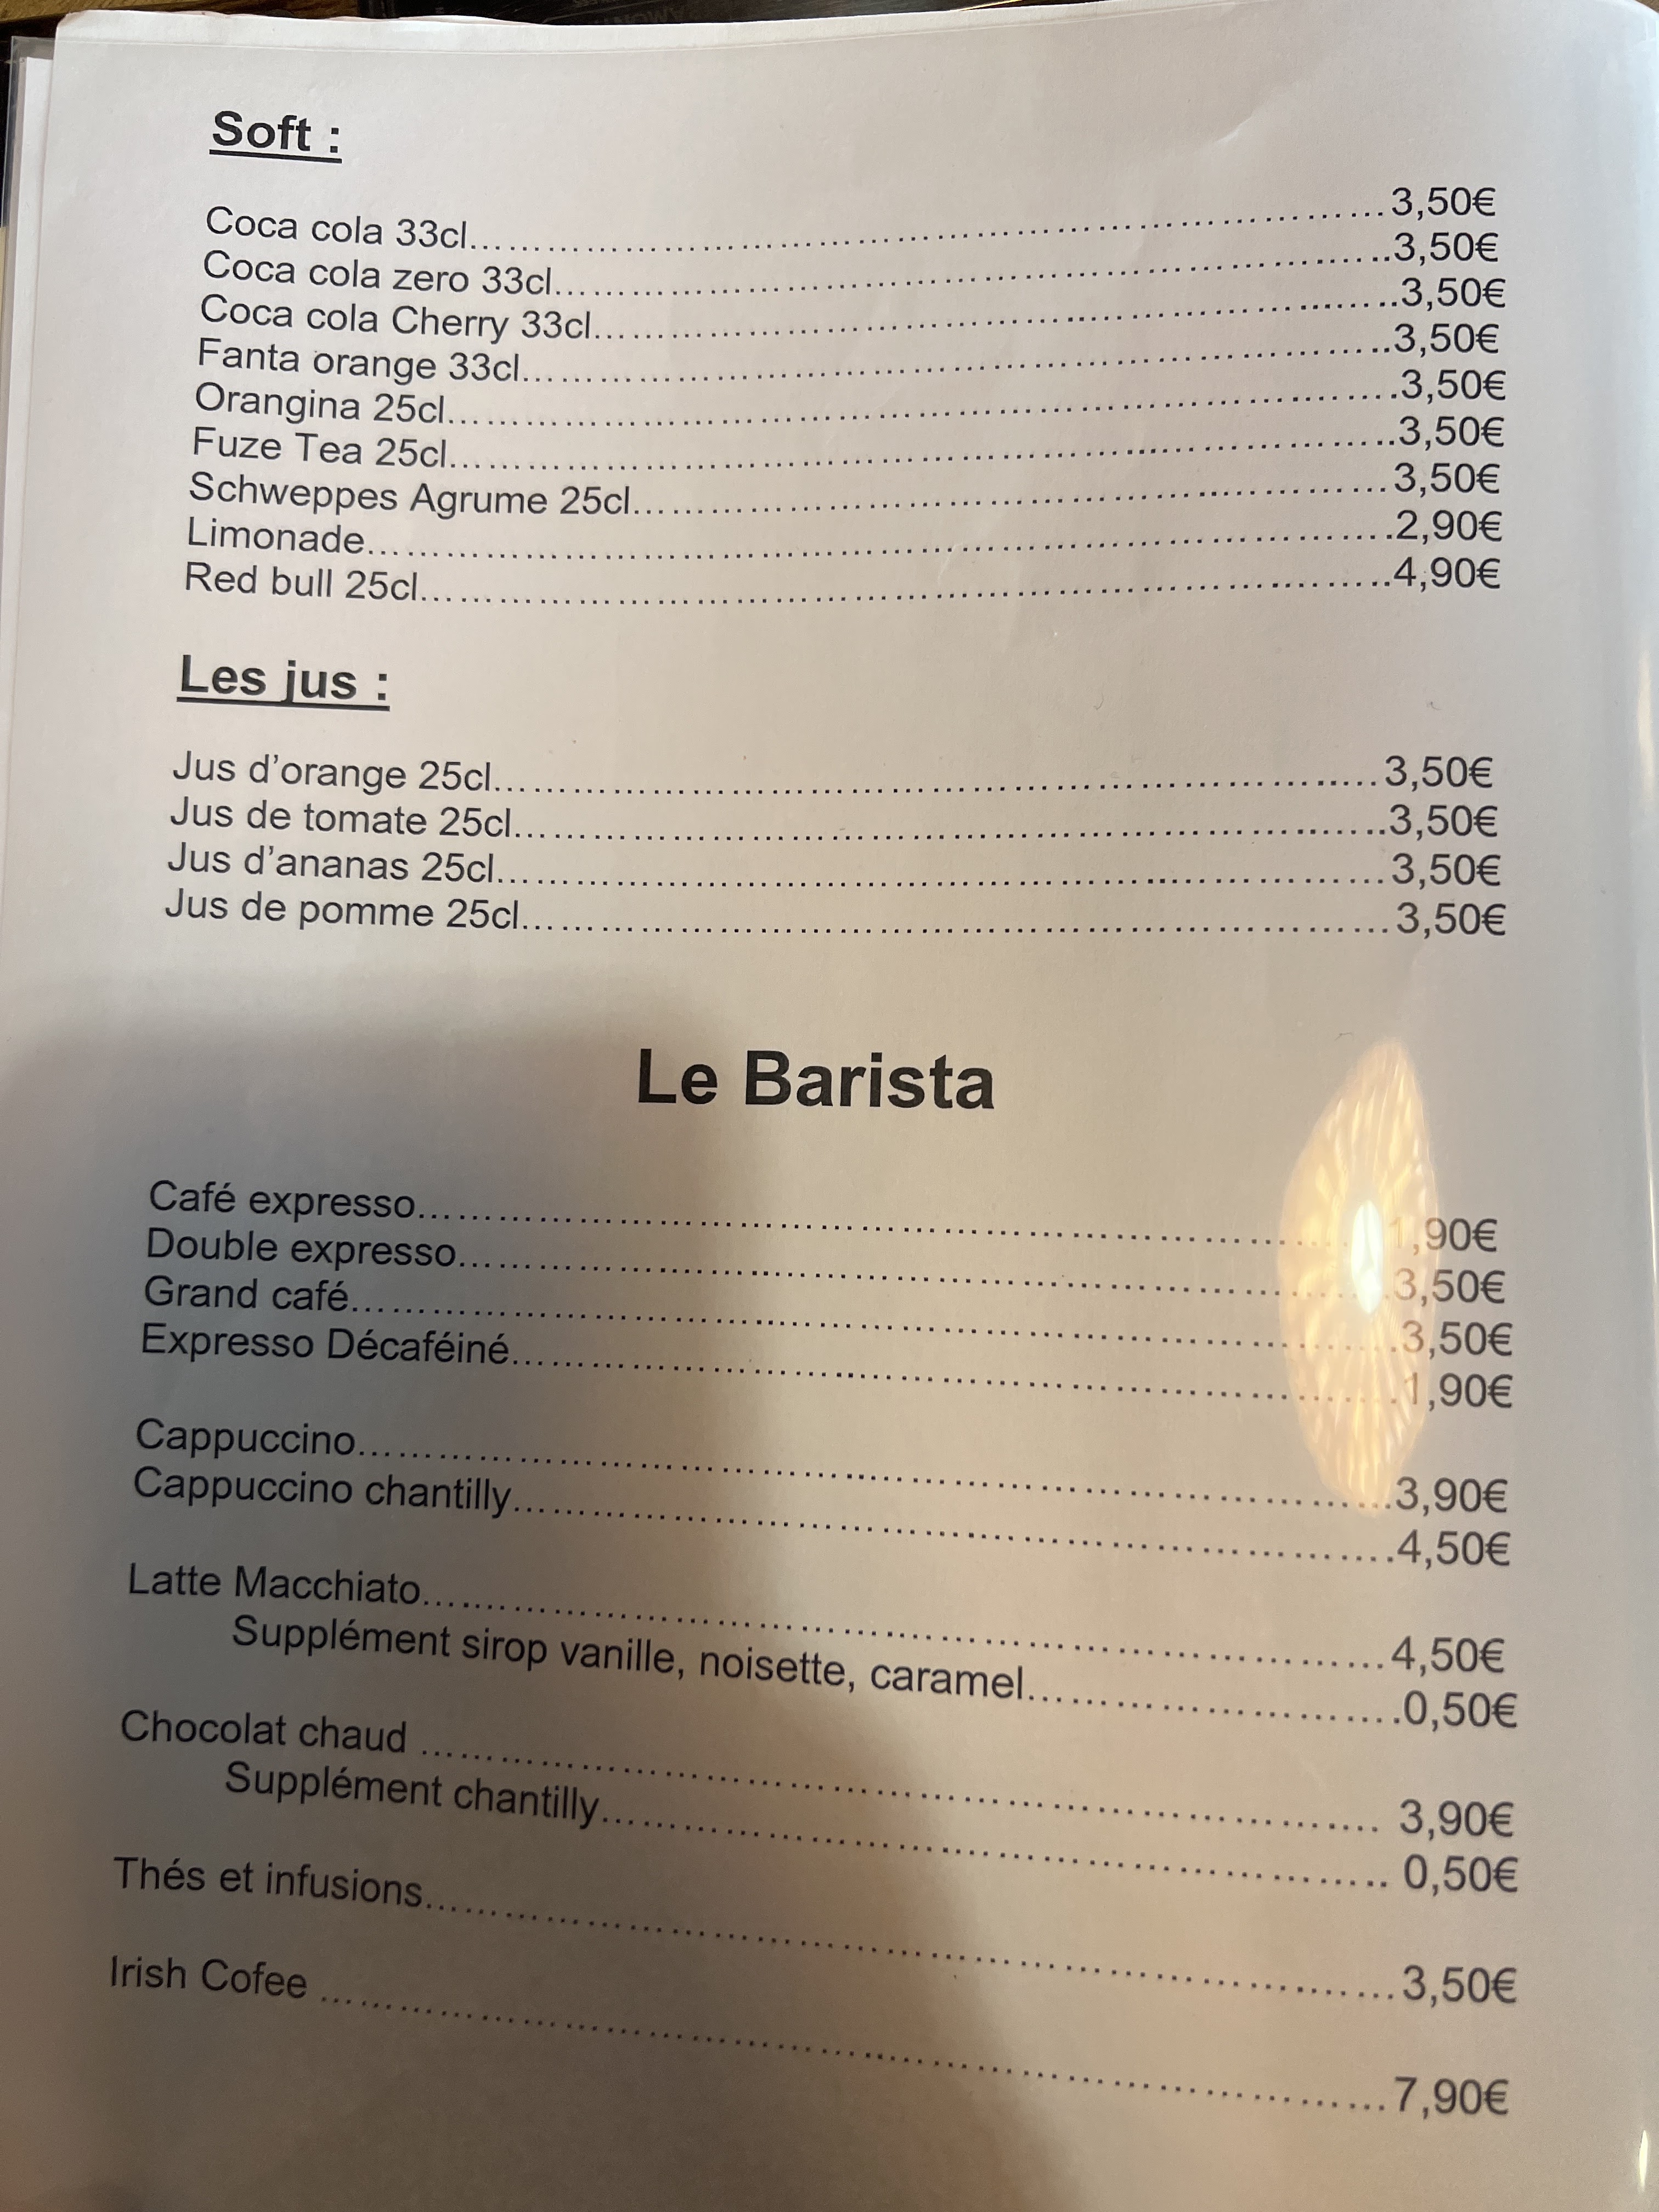 Soft :
Coca cola 33cl.......3,50€
Coca cola zero 33cl.......3,50€
Coca cola Cherry 33cl.......3,50€
Fanta orange 33cl.......3,50€
Orangina 25cl.......3,50€
Fuze Tea 25cl.......3,50€
Schweppes Agrume 25cl.......3,50€
Limonade.......2,90€
Red bull 25cl.......4,90€
Les jus :
Jus d'orange 25cl.......3,50€
Jus de tomate 25cl.......3,50€
Jus d'ananas 25cl.......3,50€
Jus de pomme 25cl.......3,50€
Le Barista
Café expresso.......1,90€
Double expresso.......3,50€
Grand café.......3,50€
Expresso Décaféiné.......1,90€
Cappuccino.......3,90€
Cappuccino chantilly.......4,50€
Latte Macchiato.......4,50€
Supplément sirop vanille, noisette, caramel.......0,50€
Chocolat chaud ....... 3,90€
Supplément chantilly....... 0,50€
Thés et infusions.......3,50€
Irish Cofee .......7,90€